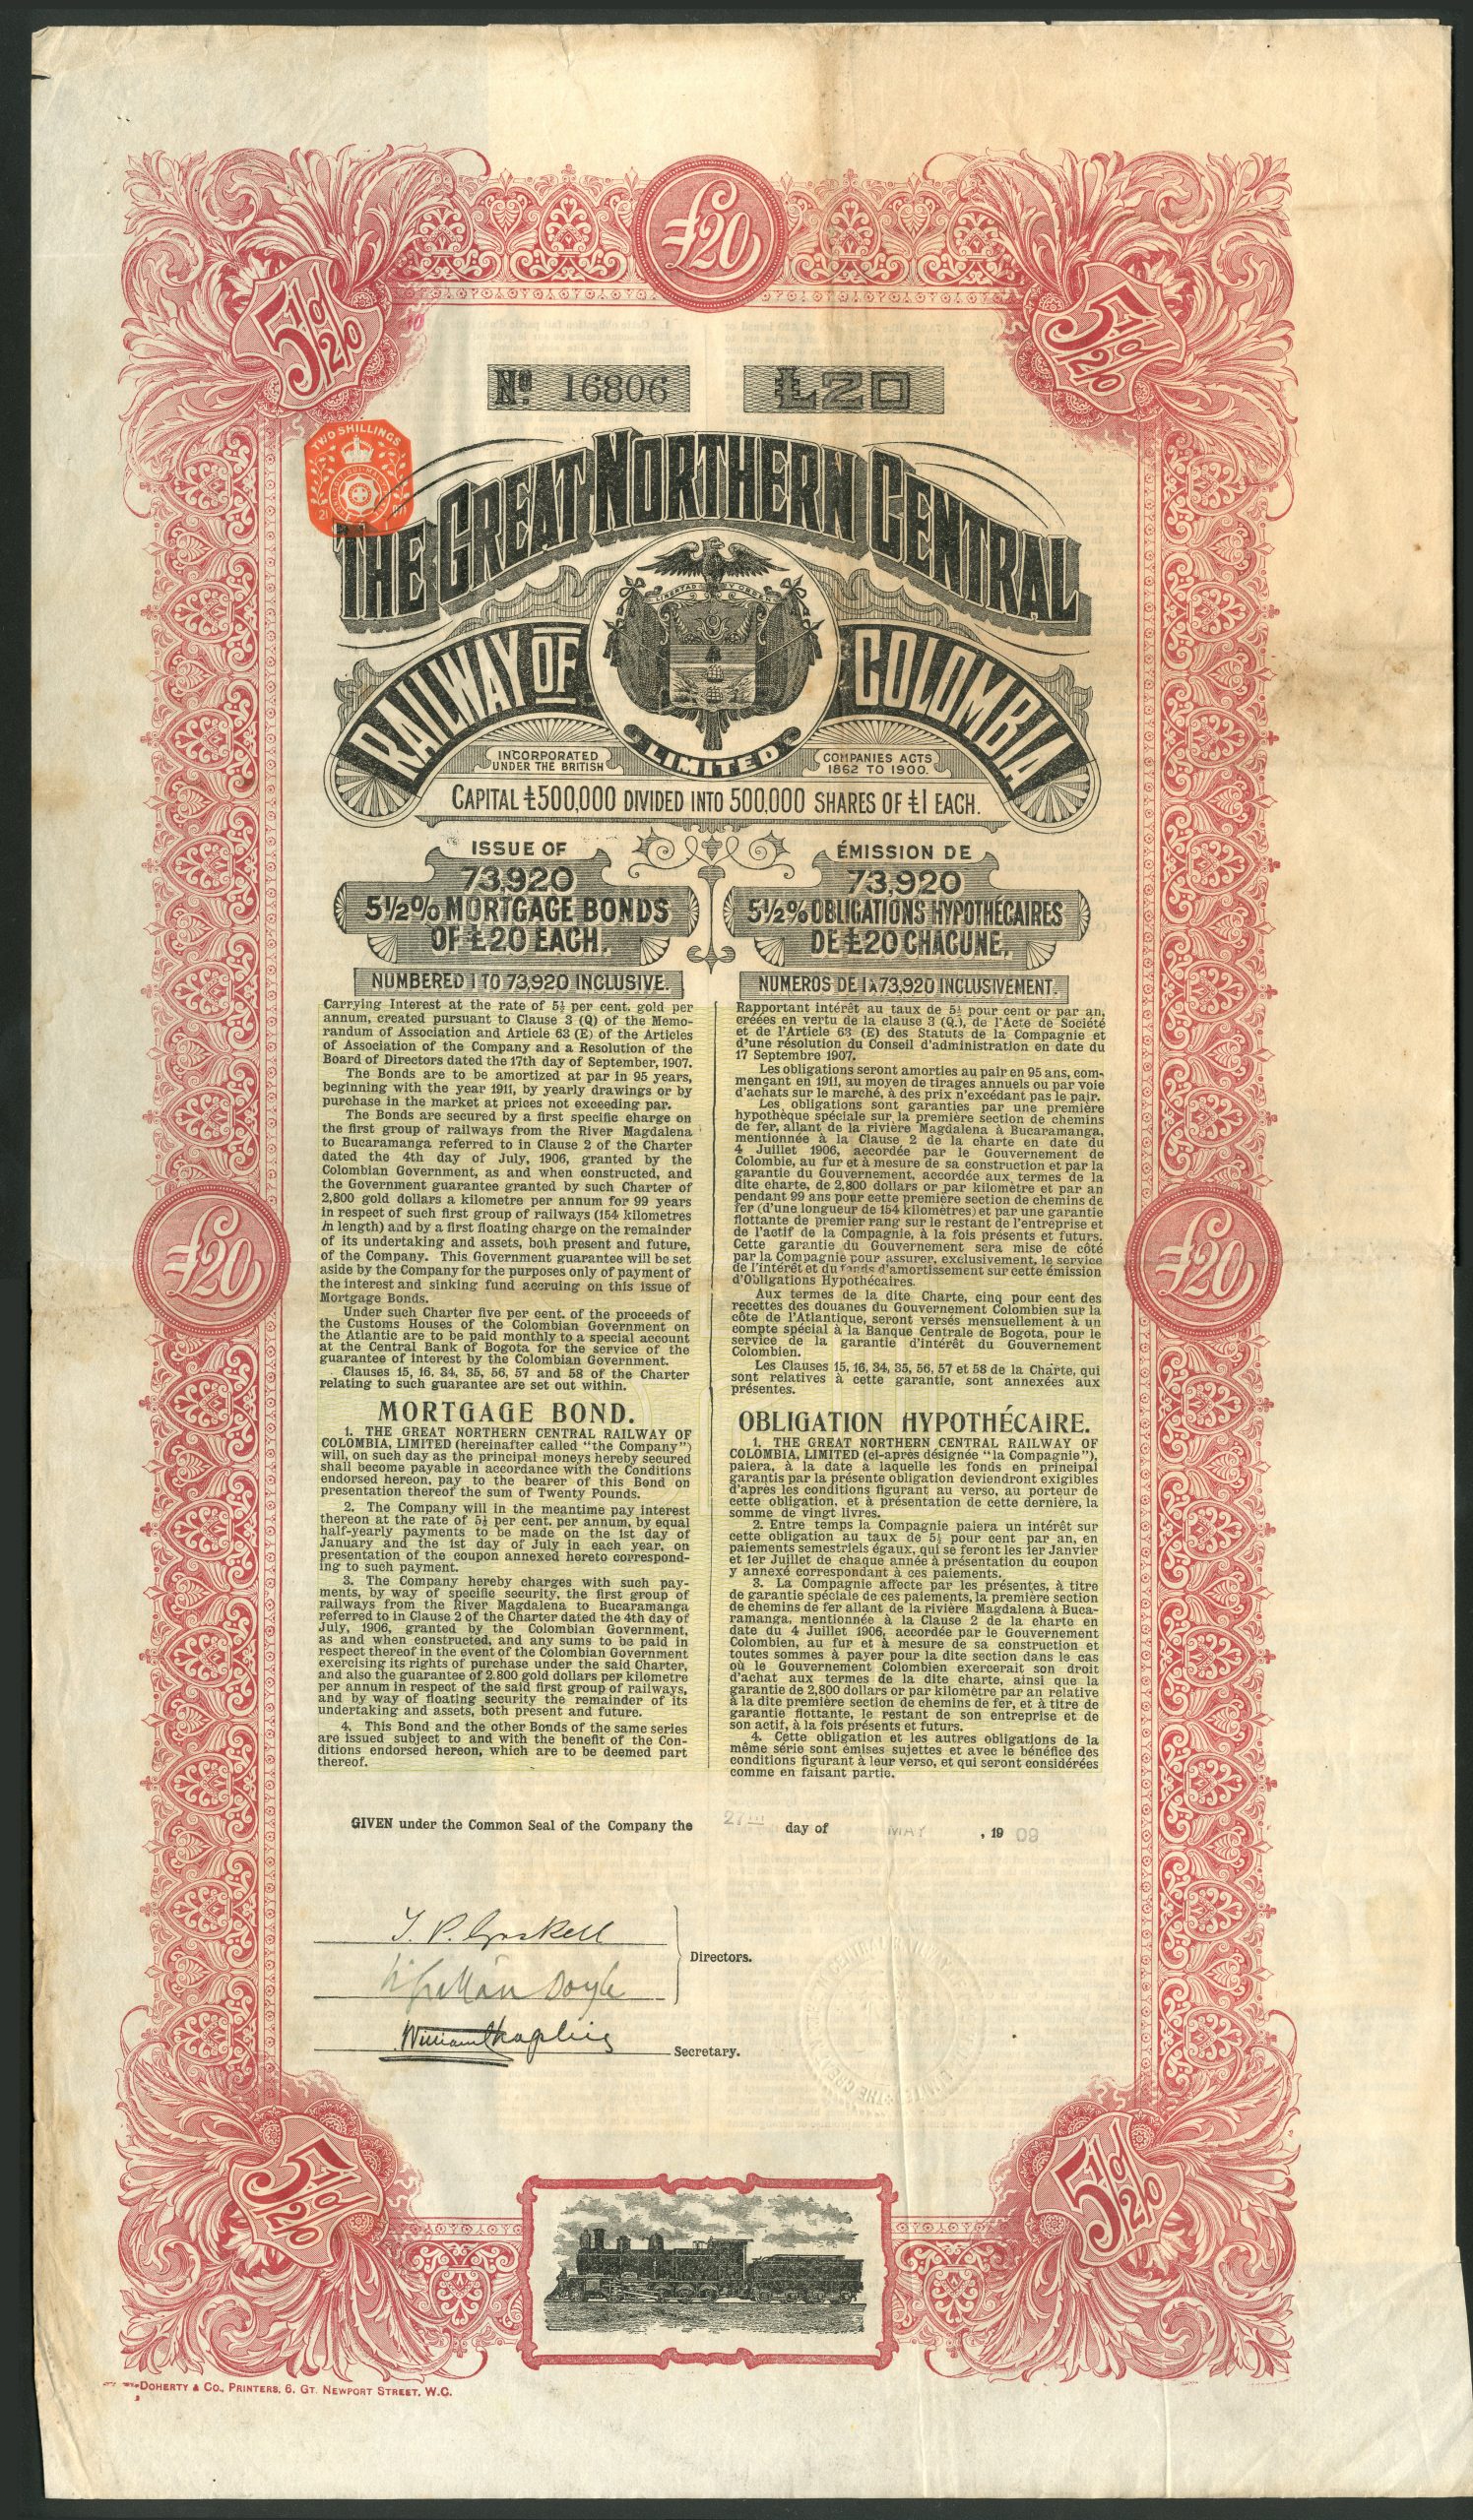 £20
5½%
5½%
Nº 16806
£20
TWO SHILLINGS
THE GREAT NORTHERN CENTRAL
RAILWAY OF COLOMBIA
LIMITED
INCORPORATED
UNDER THE BRITISH
COMPANIES ACTS
1862 TO 1900.
CAPITAL £500,000 DIVIDED INTO 500,000 SHARES OF £1 EACH.
ISSUE OF
73,920
5½% MORTGAGE BONDS
OF £20 EACH.
NUMBERED 1 TO 73,920 INCLUSIVE.
Carrying Interest at the rate of 5½ per cent. gold per
annum, created pursuant to Clause 3 (Q) of the Memo-
randum of Association and Article 63 (E) of the Articles
of Association of the Company and a Resolution of the
Board of Directors dated the 17th day of September, 1907.
The Bonds are to be amortized at par in 95 years,
beginning with the year 1911, by yearly drawings or by
purchase in the market at prices not exceeding par.
The Bonds are secured by a first specific charge on
the first group of railways from the River Magdalena
to Bucaramanga referred to in Clause 2 of the Charter
dated the 4th day of July, 1906, granted by the
Colombian Government, as and when constructed, and
the Government guarantee granted by such Charter of
2,800 gold dollars a kilometre per annum for 99 years
in respect of such first group of railways (154 kilometres
in length) and by a first floating charge on the remainder
of its undertaking and assets, both present and future,
of the Company. This Government guarantee will be set
aside by the Company for the purposes only of payment of
the interest and sinking fund accruing on this issue of
Mortgage Bonds.
Under such Charter five per cent. of the proceeds of
the Customs Houses of the Colombian Government on
the Atlantic are to be paid monthly to a special account
at the Central Bank of Bogota for the service of the
guarantee of interest by the Colombian Government.
Clauses 15, 16, 34, 35, 56, 57 and 58 of the Charter
relating to such guarantee are set out within.
MORTGAGE BOND.
1. THE GREAT NORTHERN CENTRAL RAILWAY OF
COLOMBIA, LIMITED (hereinafter called "the Company")
will, on such day as the principal moneys hereby secured
shall become payable in accordance with the Conditions
endorsed hereon, pay to the bearer of this Bond on
presentation thereof the sum of Twenty Pounds.
2. The Company will in the meantime pay interest
thereon at the rate of 5½ per cent. per annum, by equal
half-yearly payments to be made on the 1st day of
January and the 1st day of July in each year, on
presentation of the coupon annexed hereto correspond-
ing to such payment.
3. The Company hereby charges with such pay-
ments, by way of specific security, the first group of
railways from the River Magdalena to Bucaramanga
referred to in Clause 2 of the Charter dated the 4th day of
July, 1906, granted by the Colombian Government,
as and when constructed, and any sums to be paid in
respect thereof in the event of the Colombian Government
exercising its rights of purchase under the said Charter,
and also the guarantee of 2,800 gold dollars per kilometre
per annum in respect of the said first group of railways,
and by way of floating security the remainder of its
undertaking and assets, both present and future.
4. This Bond and the other Bonds of the same series
are issued subject to and with the benefit of the Con-
ditions endorsed hereon, which are to be deemed part
thereof.
ÉMISSION DE
73,920
5½% OBLIGATIONS HYPOTHÉCAIRES
DE £20 CHACUNE,
NUMEROS DE 1 A 73,920 INCLUSIVEMENT.
Rapportant intérêt au taux de 5½ pour cent or par an,
créées en vertu de la clause 3 (Q.), de l'Acte de Société
et de l'Article 63 (E) des Statuts de la Compagnie et
d'une résolution du Conseil d'administration en date du
17 Septembre 1907.
Les obligations seront amorties au pair en 95 ans, com-
mençant en 1911, au moyen de tirages annuels ou par voie
d'achats sur le marché, à des prix n'excédant pas le pair.
Les obligations sont garanties par une première
hypothèque spéciale sur la première section de chemins
de fer, allant de la rivière Magdalena à Bucaramanga,
mentionnée à la Clause 2 de la charte en date du
4 Juillet 1906, accordée par le Gouvernement de
Colombie, au fur et à mesure de sa construction et par la
garantie du Gouvernement, accordée aux termes de la
dite charte, de 2,800 dollars or par kilomètre et par an
pendant 99 ans pour cette première section de chemins de
fer (d'une longueur de 154 kilomètres) et par une garantie
flottante de premier rang sur le restant de l'entreprise et
de l'actif de la Compagnie, à la fois présents et futurs.
Cette garantie du Gouvernement sera mise de côté
par la Compagnie pour assurer, exclusivement, le service
de l'intérêt et du fonds d'amortissement sur cette émission
d'Obligations Hypothécaires.
Aux termes de la dite Charte, cinq pour cent des
recettes des douanes du Gouvernement Colombien sur la
côte de l'Atlantique, seront versés mensuellement à un
compte spécial à la Banque Centrale de Bogota, pour le
service de la garantie d'intérêt du Gouvernement
Colombien.
Les Clauses 15, 16, 34, 35, 56, 57 et 58 de la Charte, qui
sont relatives à cette garantie, sont annexées aux
présentes.
OBLIGATION HYPOTHÉCAIRE.
1. THE GREAT NORTHERN CENTRAL RAILWAY OF
COLOMBIA, LIMITED (ci-après désignée "la Compagnie"),
paiera, à la date à laquelle les fonds en principal
garantis par la présente obligation deviendront exigibles
d'après les conditions figurant au verso, au porteur de
cette obligation, et à présentation de cette dernière, la
somme de vingt livres.
2. Entre temps la Compagnie paiera un intérêt sur
cette obligation au taux de 5½ pour cent par an, en
paiements semestriels égaux, qui se feront les 1er Janvier
et 1er Juillet de chaque année à présentation du coupon
y annexé correspondant à ces paiements.
3. La Compagnie affecte par les présentes, à titre
de garantie spéciale de ces paiements, la première section
de chemins de fer allant de la rivière Magdalena à Buca-
ramanga, mentionnée à la Clause 2 de la charte en
date du 4 Juillet 1906, accordée par le Gouvernement
Colombien, au fur et à mesure de sa construction et
toutes sommes à payer pour la dite section dans le cas
où le Gouvernement Colombien exercerait son droit
d'achat aux termes de la dite charte, ainsi que la
garantie de 2,800 dollars or par kilomètre par an relative
à la dite première section de chemins de fer, et à titre de
garantie flottante, le restant de son entreprise et de
son actif, à la fois présents et futurs.
4. Cette obligation et les autres obligations de la
même série sont émises sujettes et avec le bénéfice des
conditions figurant à leur verso, et qui seront considérées
comme en faisant partie.
£20
£20
GIVEN under the Common Seal of the Company the 27TH day of MAY , 1909
T. P. Gaskell
Doyle
Directors.
William
Secretary.
5½%
5½%
DOHERTY & CO., PRINTERS, 6, GT. NEWPORT STREET, W.C.